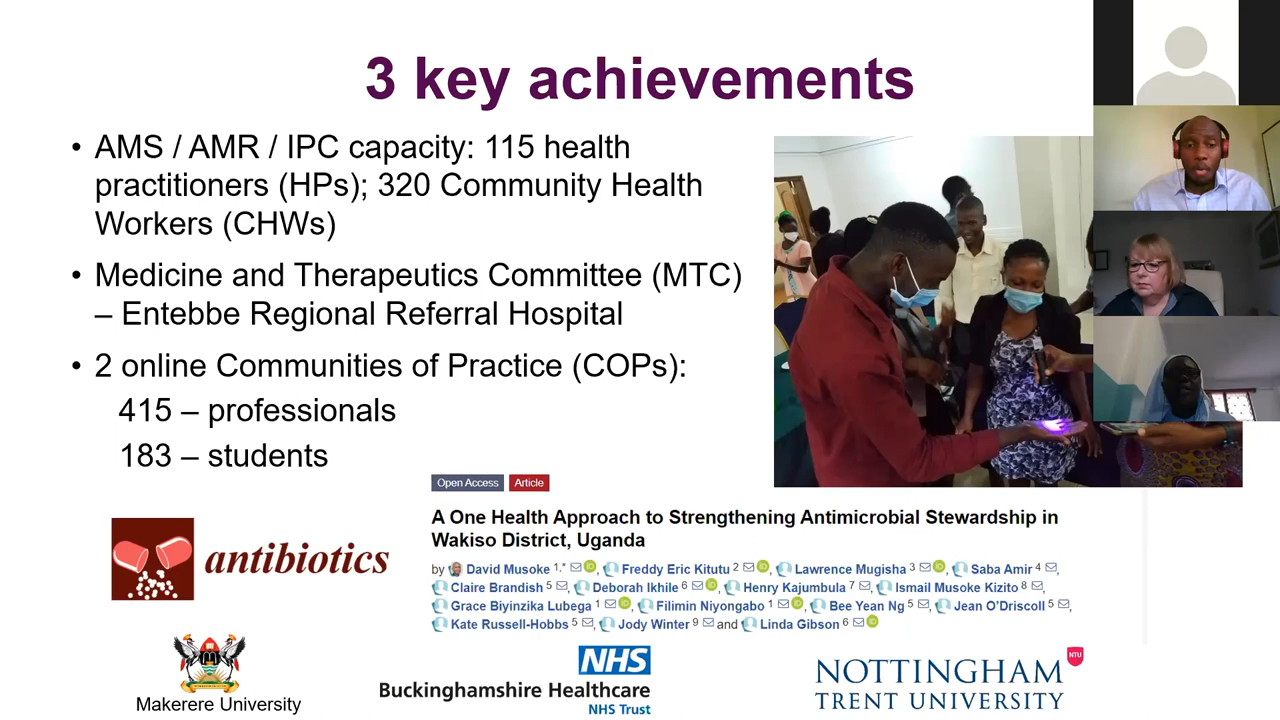 3 key achievements
• AMS / AMR / IPC capacity: 115 health
practitioners (HPs); 320 Community Health
Workers (CHWs)
• Medicine and Therapeutics Committee (MTC)
– Entebbe Regional Referral Hospital
• 2 online Communities of Practice (COPs):
415 – professionals
183 – students
Open Access Article
A One Health Approach to Strengthening Antimicrobial Stewardship in
Wakiso District, Uganda
by David Musoke 1,*, Freddy Eric Kitutu 2, Lawrence Mugisha 3, Saba Amir 4,
Claire Brandish 5, Deborah Ikhile 6, Henry Kajumbula 7, Ismail Musoke Kizito 8,
Grace Biyinzika Lubega 1, Filimin Niyongabo 1, Bee Yean Ng 5, Jean O'Driscoll 5,
Kate Russell-Hobbs 5, Jody Winter 9 and Linda Gibson 6
antibiotics
Makerere University
NHS
Buckinghamshire Healthcare
NHS Trust
NTU
NOTTINGHAM
TRENT UNIVERSITY